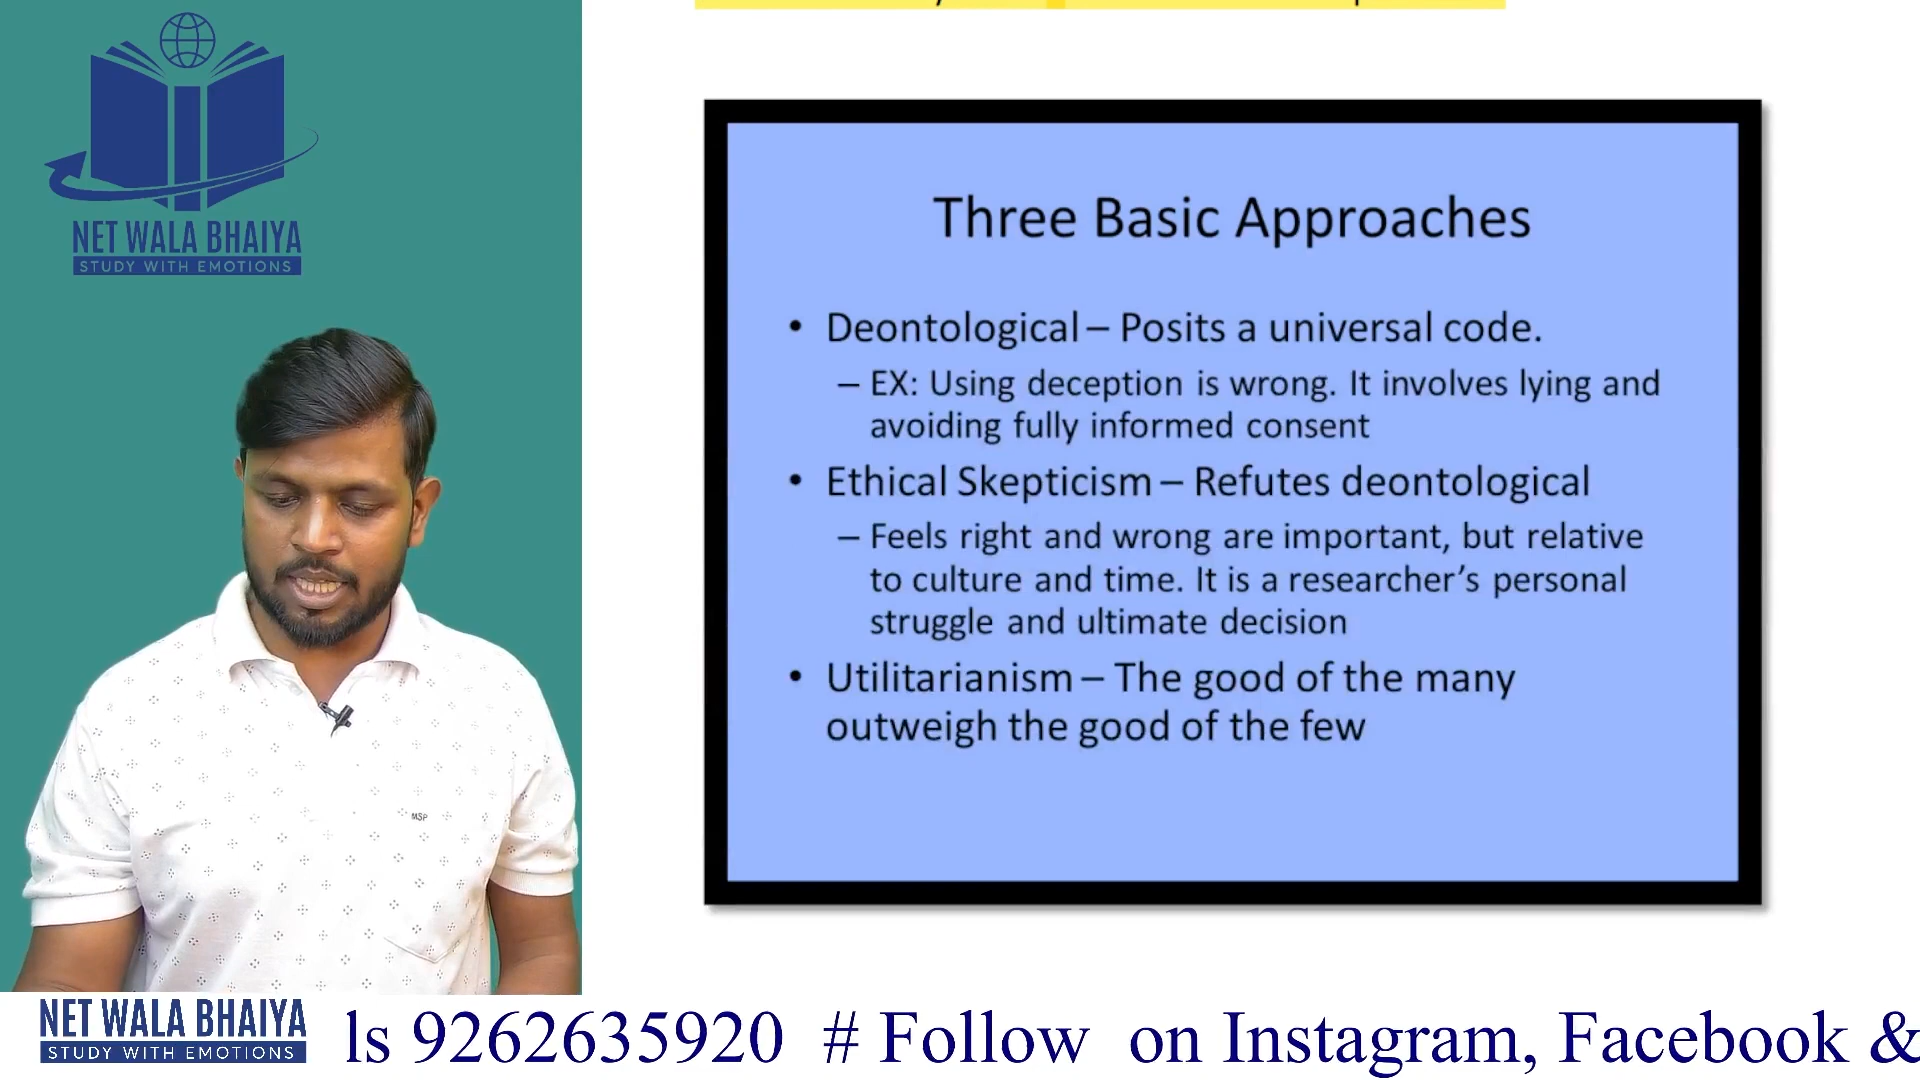 NET WALA BHAIYA
STUDY WITH EMOTIONS
Three Basic Approaches
• Deontological – Posits a universal code.
– EX: Using deception is wrong. It involves lying and
avoiding fully informed consent
• Ethical Skepticism – Refutes deontological
– Feels right and wrong are important, but relative
to culture and time. It is a researcher’s personal
struggle and ultimate decision
• Utilitarianism – The good of the many
outweigh the good of the few
MSP
NET WALA BHAIYA
STUDY WITH EMOTIONS
ls 9262635920 # Follow on Instagram, Facebook &